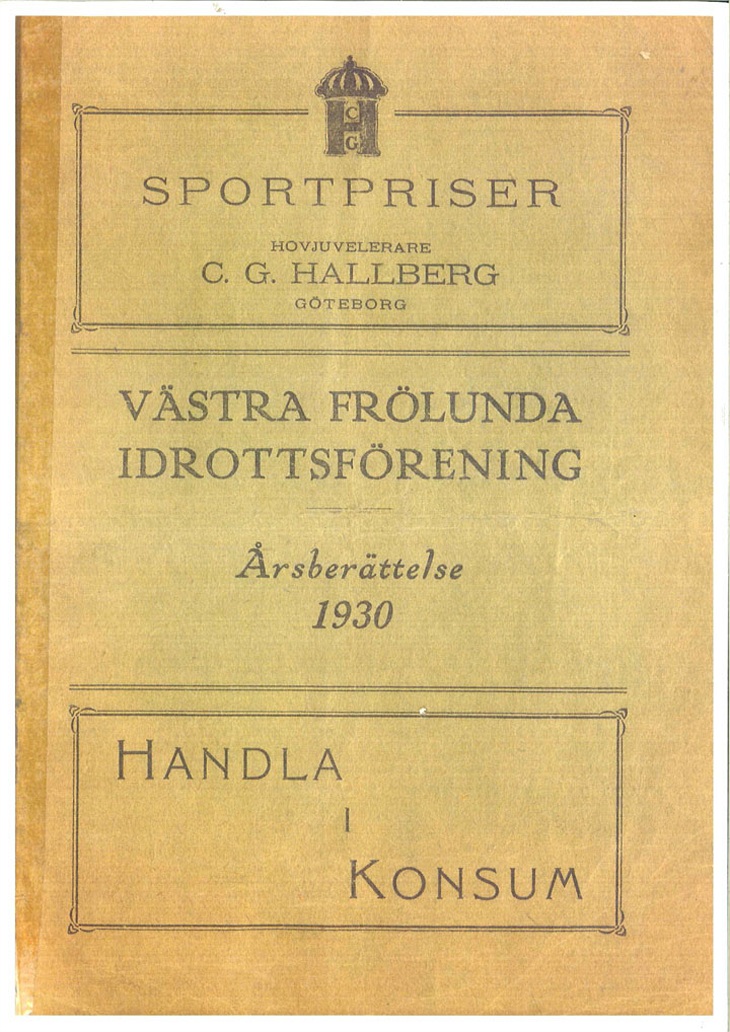 C
G
SPORTPRISER
HOVJUVELERARE
C. G. HALLBERG
GÖTEBORG
VÄSTRA FRÖLUNDA
IDROTTSFÖRENING
Årsberättelse
1930
HANDLA
I
KONSUM